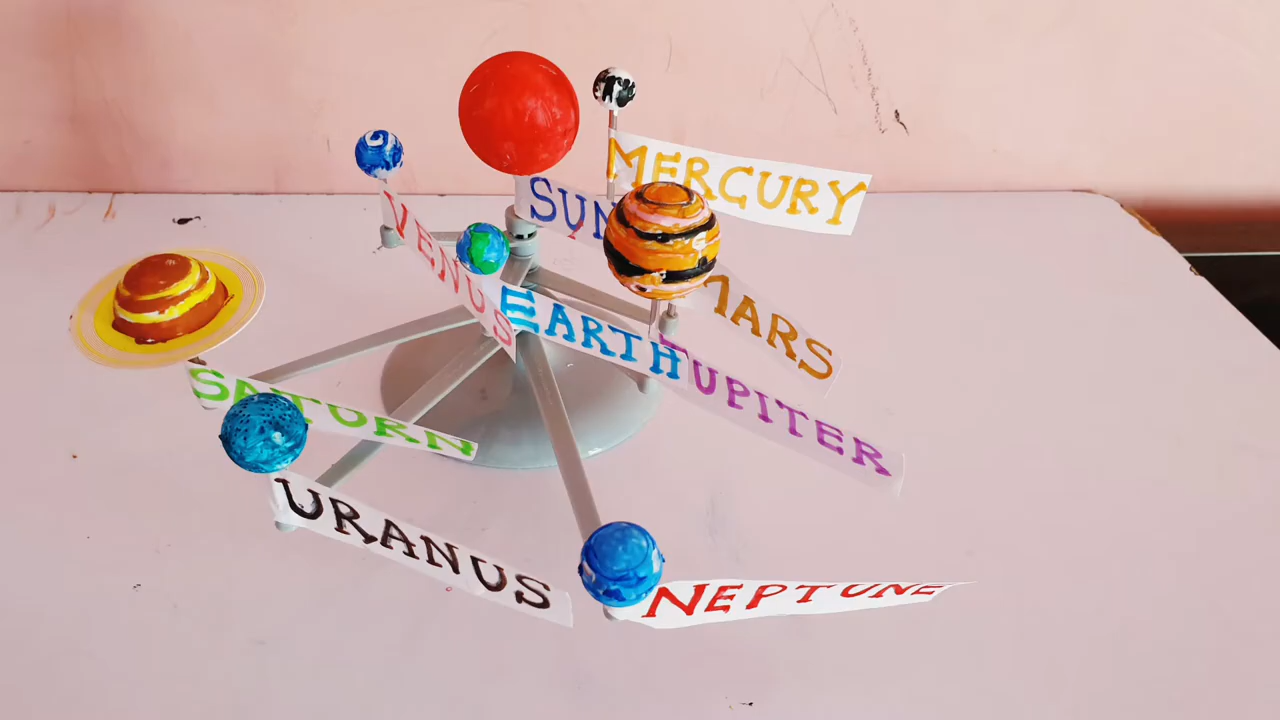 MERCURY
SUN
VENUS
EARTH
MARS
JUPITER
SATURN
URANUS
NEPTUNE